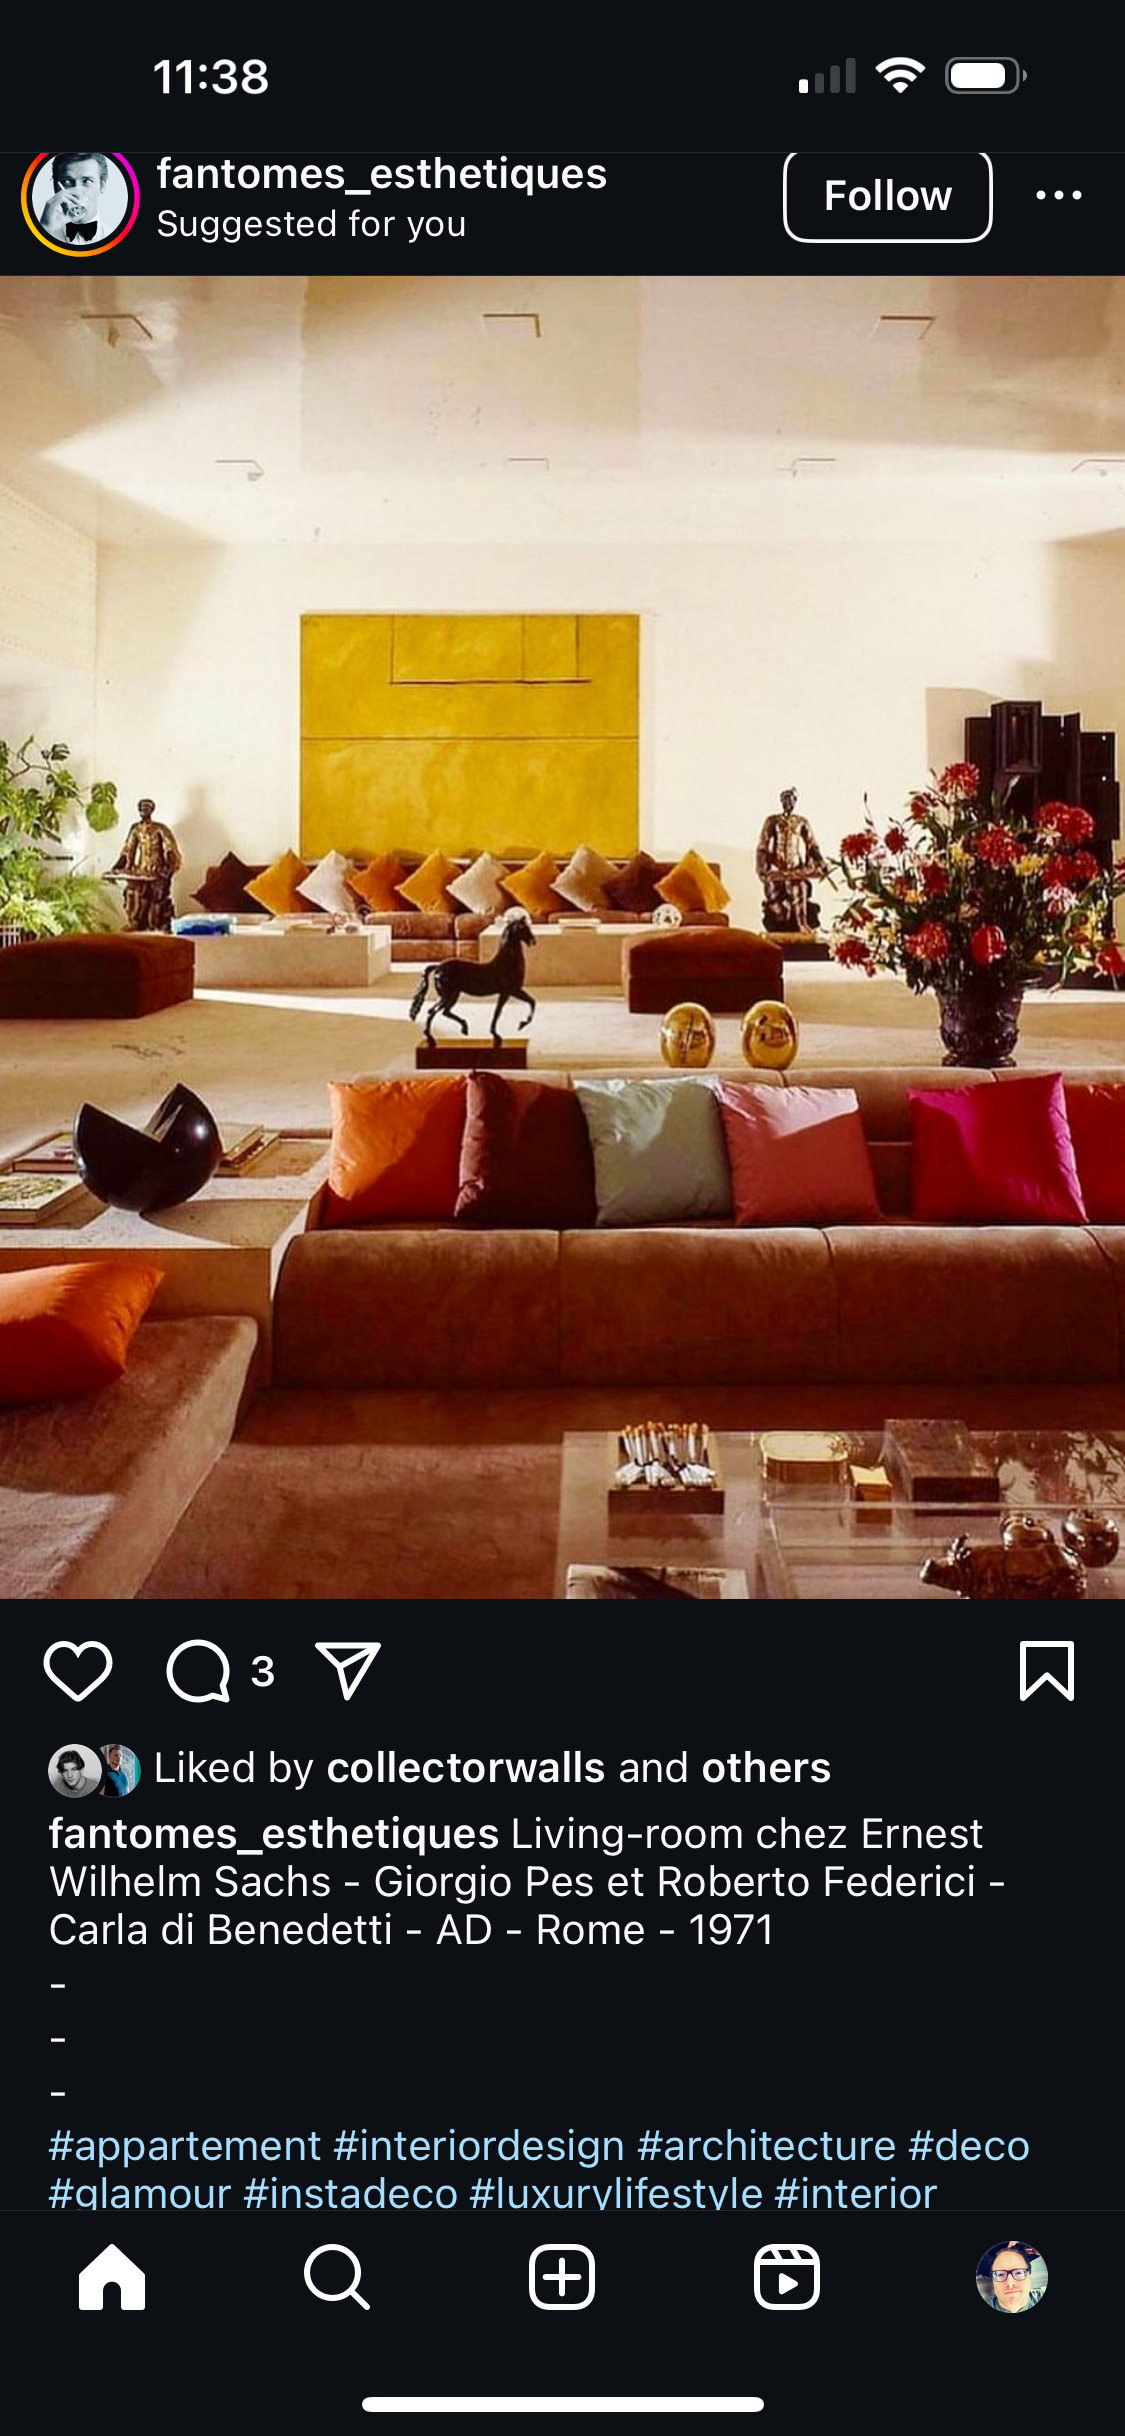 11:38
fantomes_esthetiques
Suggested for you
Follow
3
Liked by collectorwalls and others
fantomes_esthetiques Living-room chez Ernest
Wilhelm Sachs - Giorgio Pes et Roberto Federici -
Carla di Benedetti - AD - Rome - 1971
-
-
-
#appartement #interiordesign #architecture #deco
#glamour #instadeco #luxurylifestyle #interior